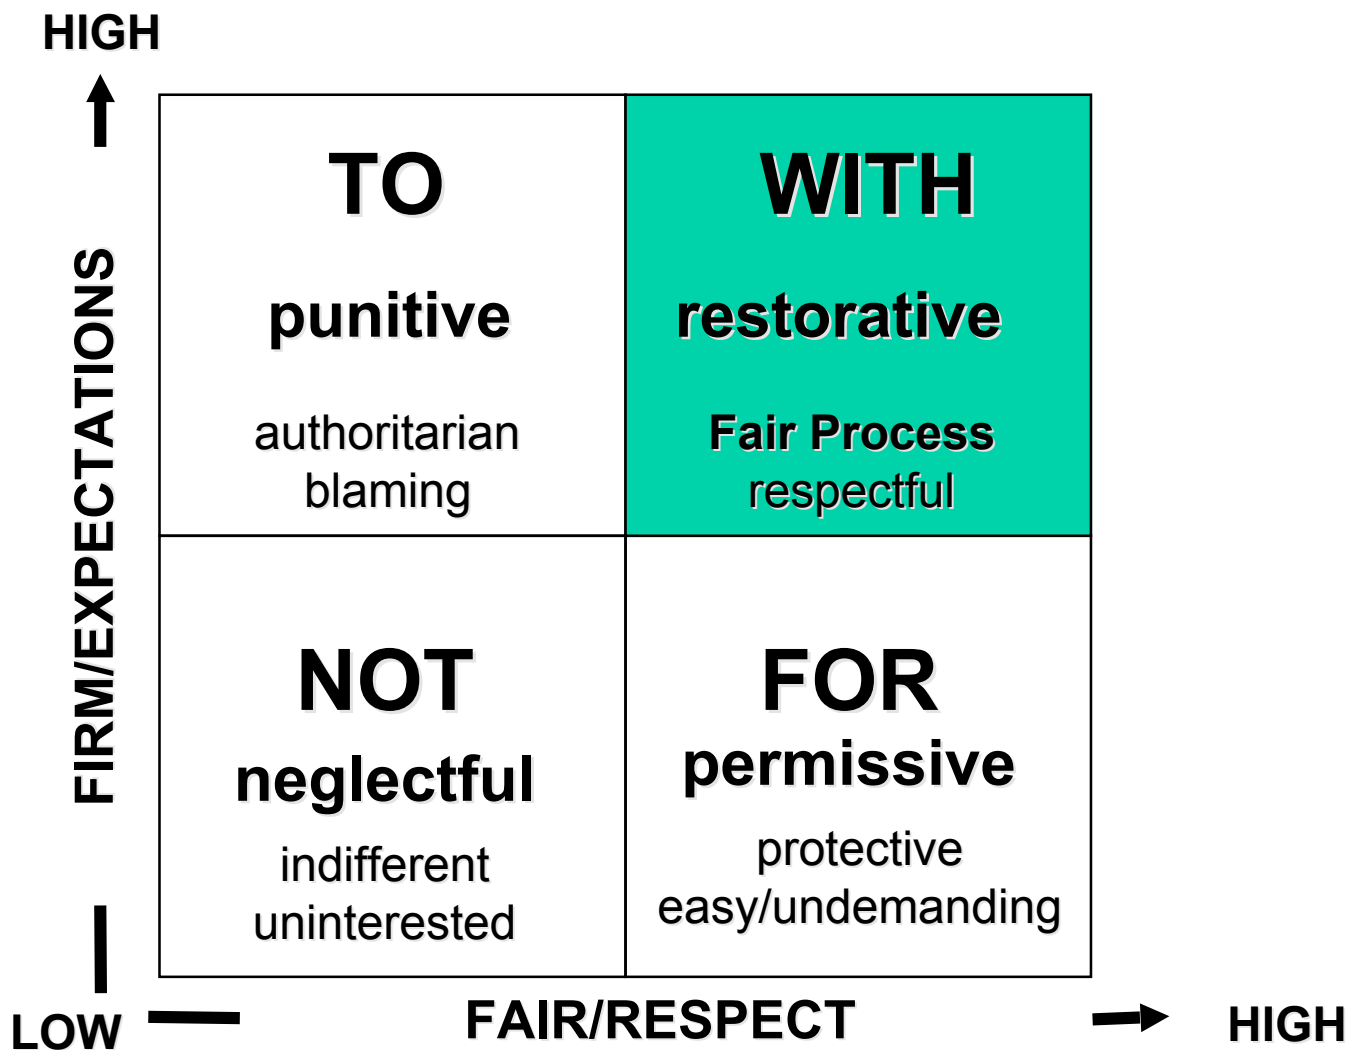 HIGH
FIRM/EXPECTATIONS
TO
punitive
authoritarian
blaming
WITH
restorative
Fair Process
respectful
NOT
neglectful
indifferent
uninterested
FOR
permissive
protective
easy/undemanding
LOW
FAIR/RESPECT
HIGH